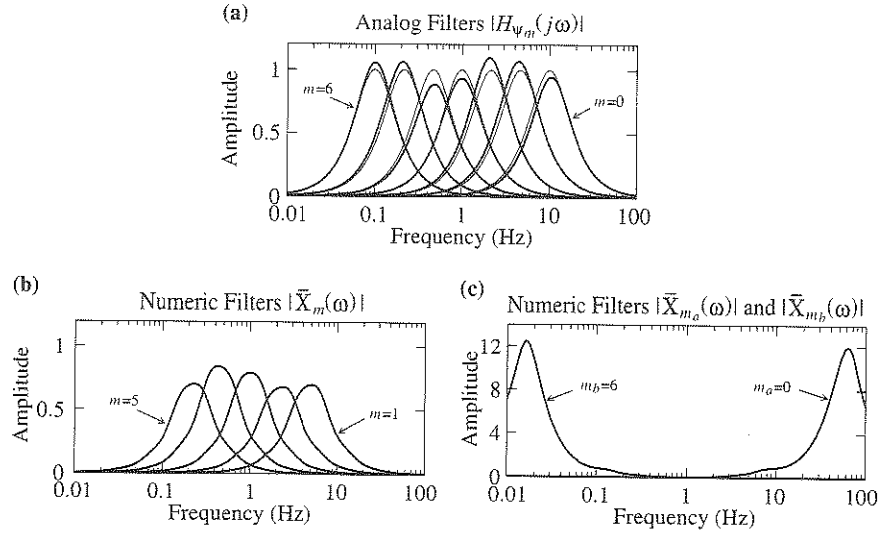 (a)
Analog Filters |H_{Ψ_m}(jω)|
Amplitude
1
0.5
0
m=6
m=0
0.01 0.1 1 10 100
Frequency (Hz)
(b)
Numeric Filters |X̄_m(ω)|
Amplitude
1
0.5
0
m=5
m=1
0.01 0.1 1 10 100
Frequency (Hz)
(c)
Numeric Filters |X̄_{m_a}(ω)| and |X̄_{m_b}(ω)|
Amplitude
12
8
4
0
m_b=6
m_a=0
0.01 0.1 1 10 100
Frequency (Hz)